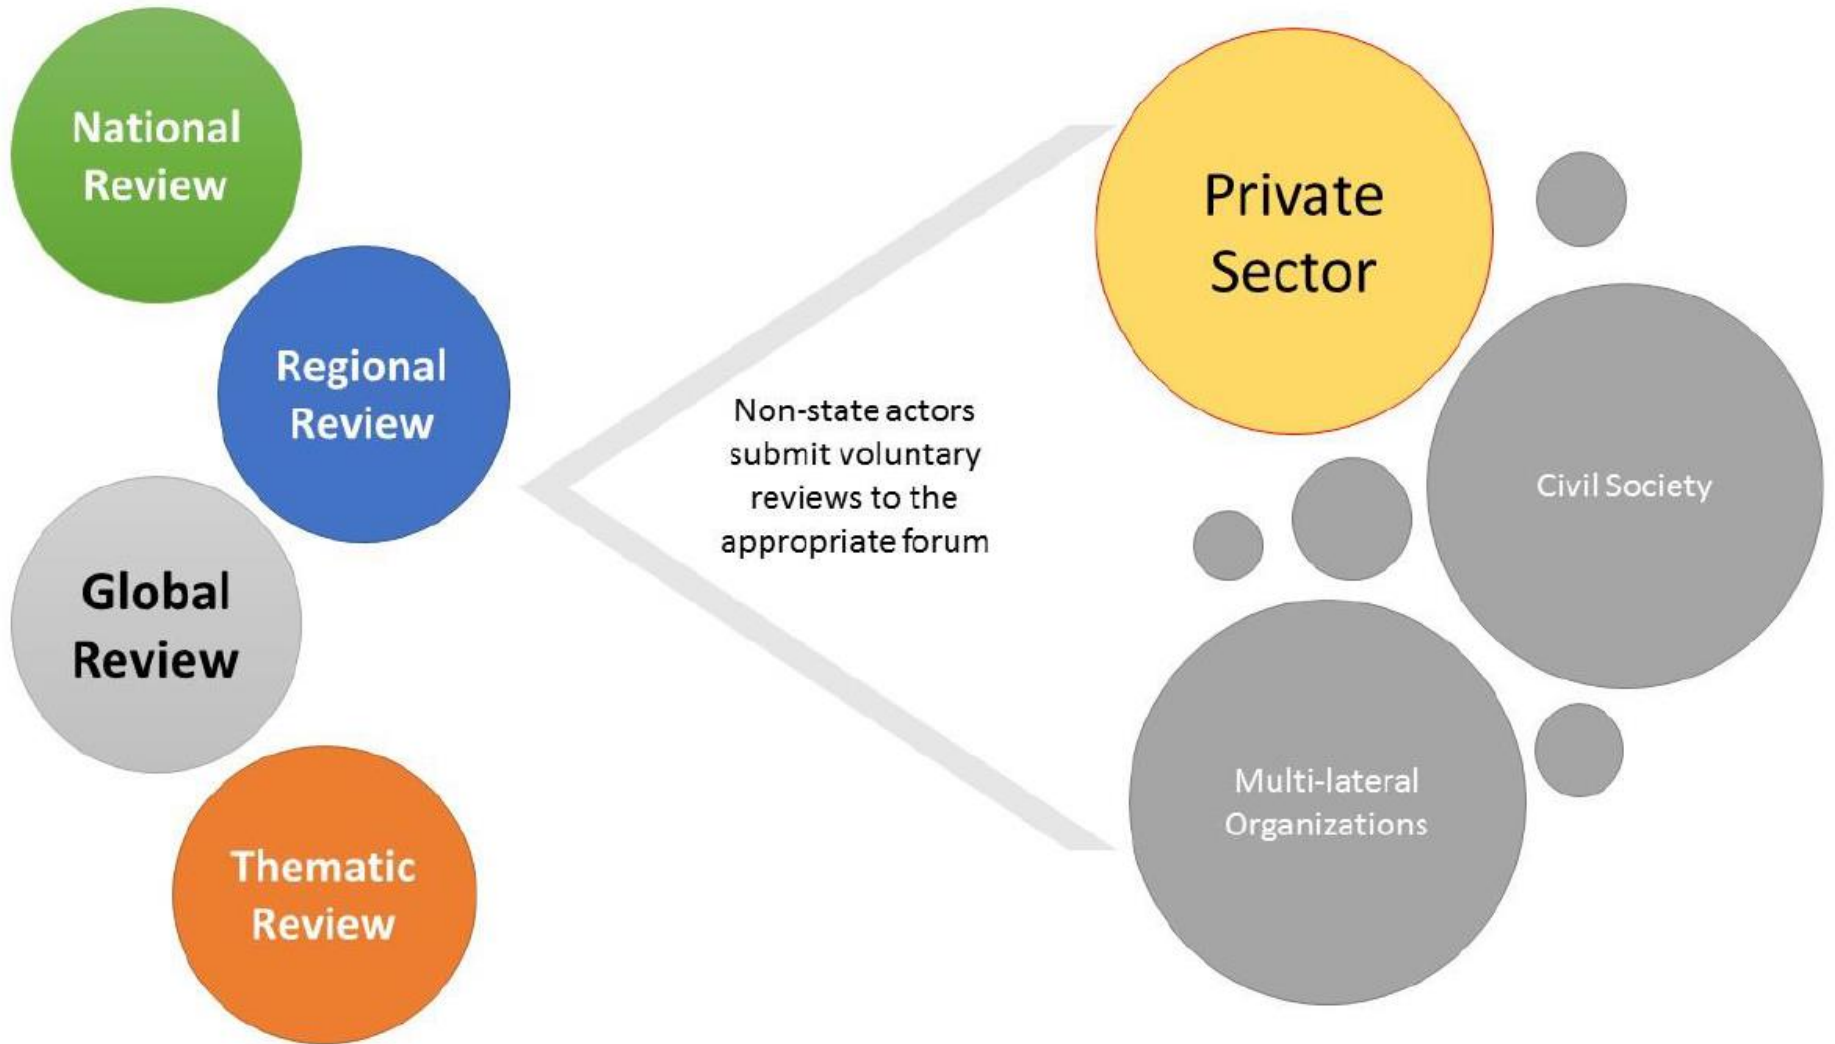 National
Review
Regional
Review
Global
Review
Thematic
Review
Non-state actors
submit voluntary
reviews to the
appropriate forum
Private
Sector
Civil Society
Multi-lateral
Organizations